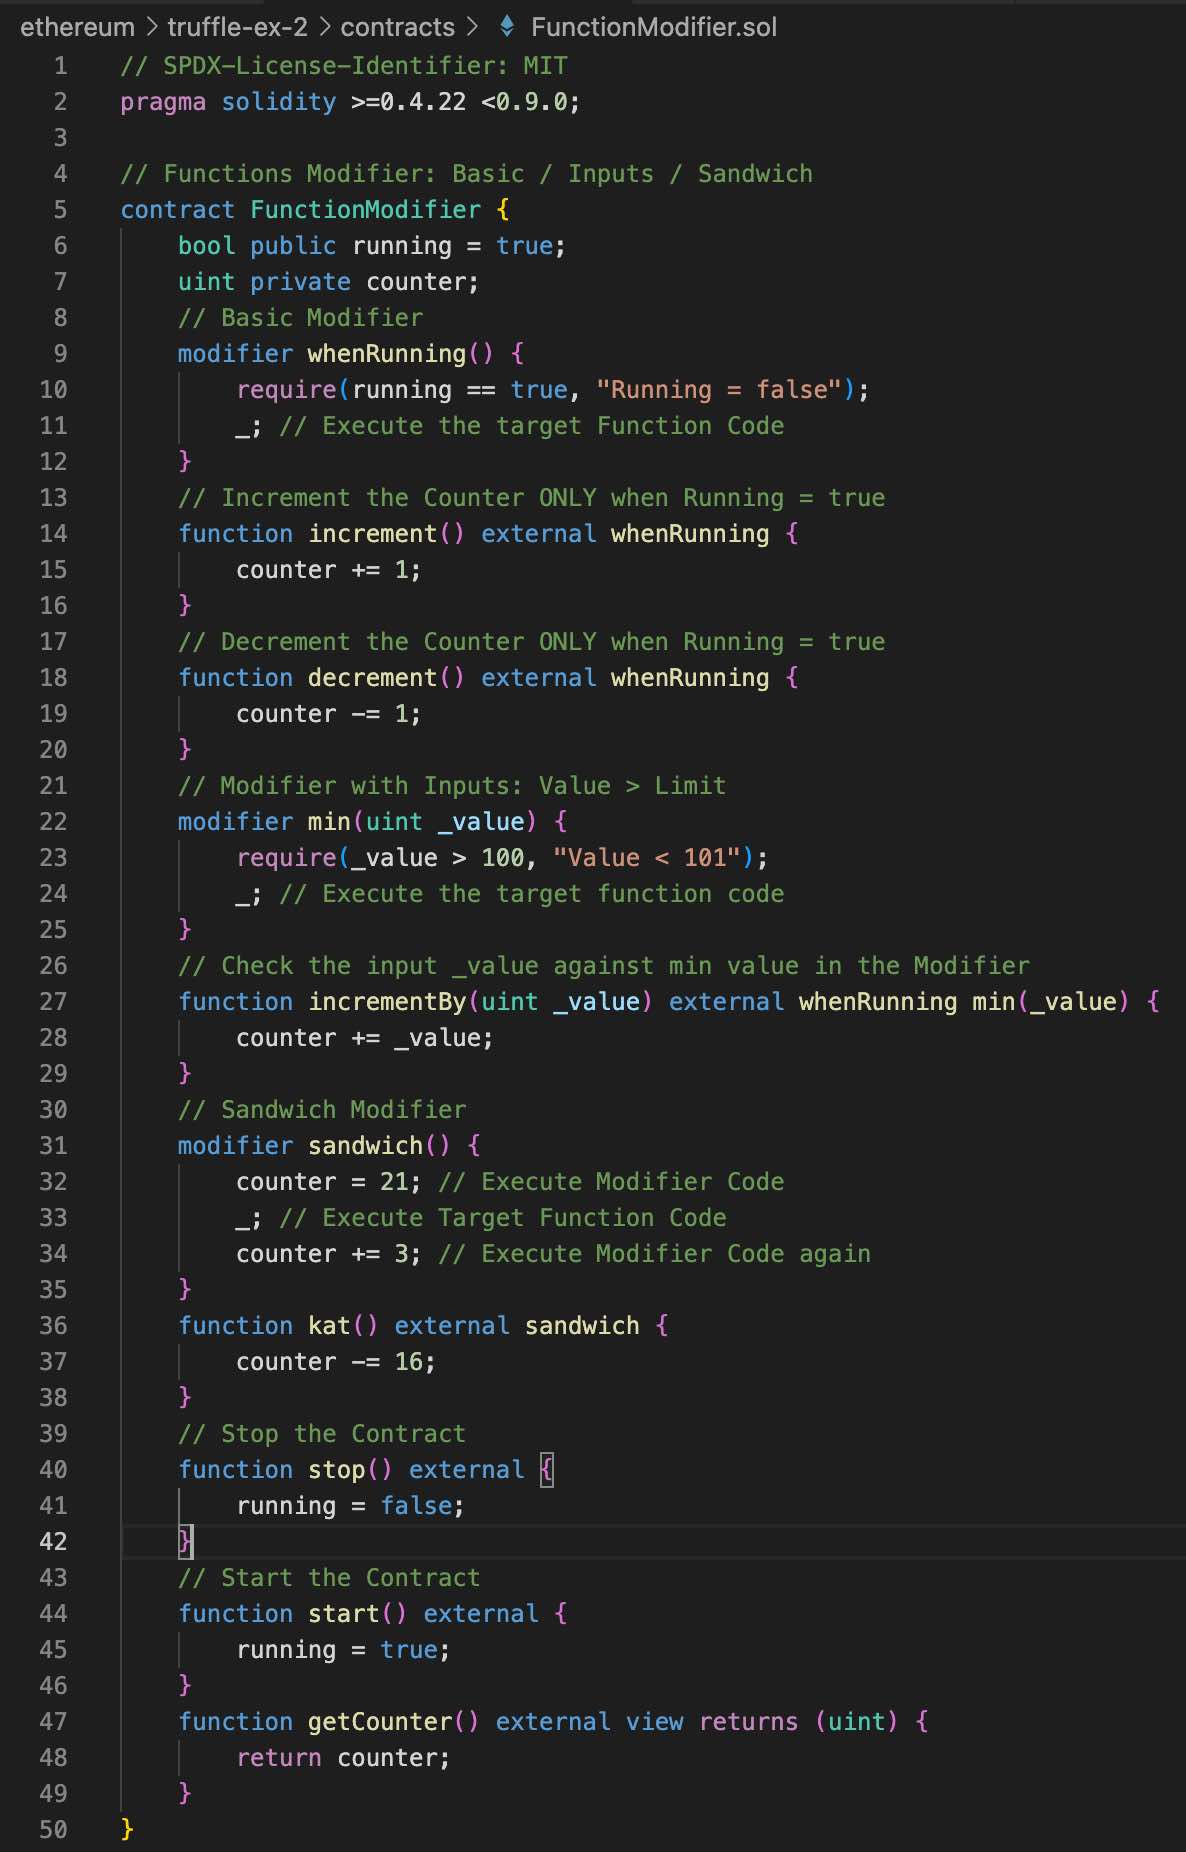 ethereum > truffle-ex-2 > contracts > FunctionModifier.sol
1 // SPDX-License-Identifier: MIT
2 pragma solidity >=0.4.22 <0.9.0;
3
4 // Functions Modifier: Basic / Inputs / Sandwich
5 contract FunctionModifier {
6     bool public running = true;
7     uint private counter;
8     // Basic Modifier
9     modifier whenRunning() {
10         require(running == true, "Running = false");
11         _; // Execute the target Function Code
12     }
13     // Increment the Counter ONLY when Running = true
14     function increment() external whenRunning {
15         counter += 1;
16     }
17     // Decrement the Counter ONLY when Running = true
18     function decrement() external whenRunning {
19         counter -= 1;
20     }
21     // Modifier with Inputs: Value > Limit
22     modifier min(uint _value) {
23         require(_value > 100, "Value < 101");
24         _; // Execute the target function code
25     }
26     // Check the input _value against min value in the Modifier
27     function incrementBy(uint _value) external whenRunning min(_value) {
28         counter += _value;
29     }
30     // Sandwich Modifier
31     modifier sandwich() {
32         counter = 21; // Execute Modifier Code
33         _; // Execute Target Function Code
34         counter += 3; // Execute Modifier Code again
35     }
36     function kat() external sandwich {
37         counter -= 16;
38     }
39     // Stop the Contract
40     function stop() external {
41         running = false;
42     }
43     // Start the Contract
44     function start() external {
45         running = true;
46     }
47     function getCounter() external view returns (uint) {
48         return counter;
49     }
50 }